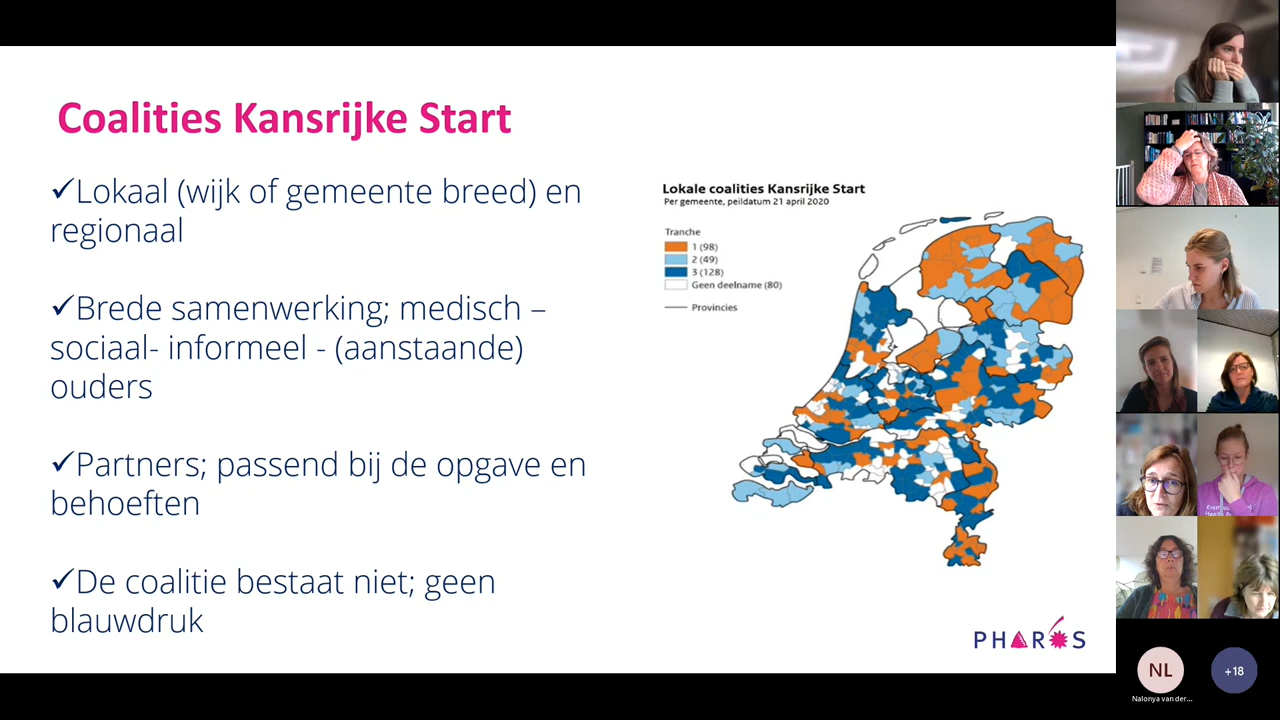 Coalities Kansrijke Start
✓Lokaal (wijk of gemeente breed) en
regionaal
✓Brede samenwerking; medisch –
sociaal- informeel - (aanstaande)
ouders
✓Partners; passend bij de opgave en
behoeften
✓De coalitie bestaat niet; geen
blauwdruk
Lokale coalities Kansrijke Start
Per gemeente, peildatum 21 april 2020
Tranche
1 (98)
2 (49)
3 (128)
Geen deelname (80)
Provincies
PHAROS
NL
Nalonya van der...
+18